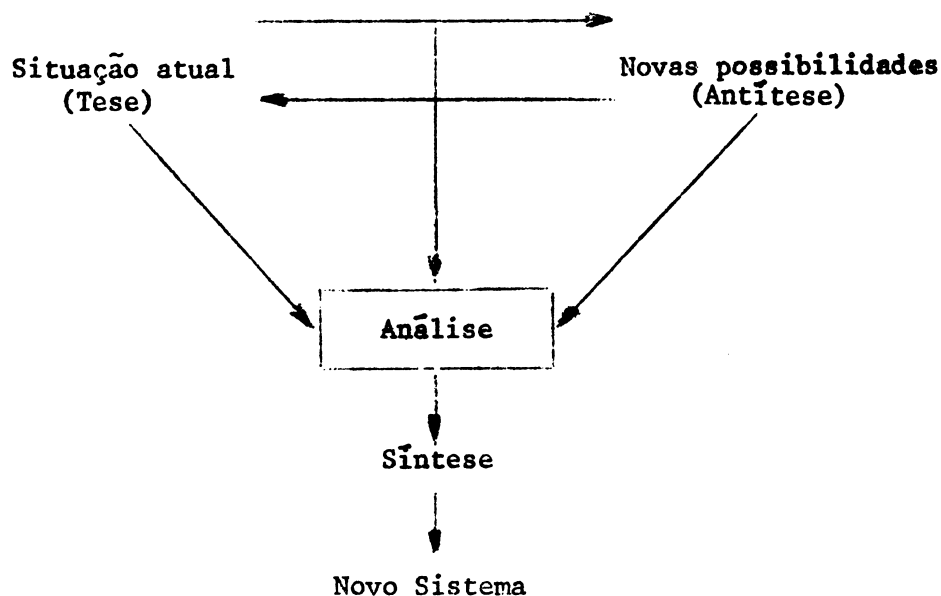 Situação atual
(Tese)
Novas possibilidades
(Antítese)
Análise
Síntese
Novo Sistema